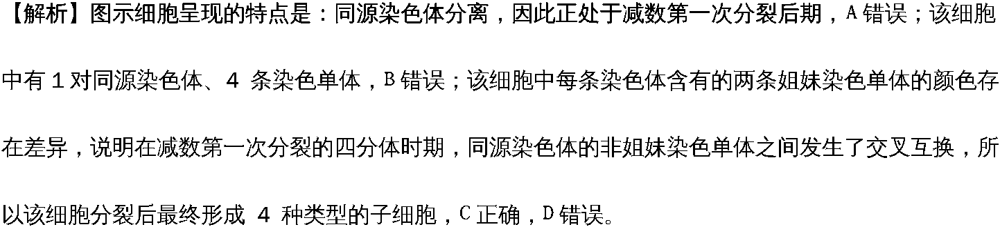 【解析】图示细胞呈现的特点是：同源染色体分离，因此正处于减数第一次分裂后期，A 错误；该细胞
中有 1 对同源染色体、4 条染色单体，B 错误；该细胞中每条染色体含有的两条姐妹染色单体的颜色存
在差异，说明在减数第一次分裂的四分体时期，同源染色体的非姐妹染色单体之间发生了交叉互换，所
以该细胞分裂后最终形成 4 种类型的子细胞，C 正确，D 错误。